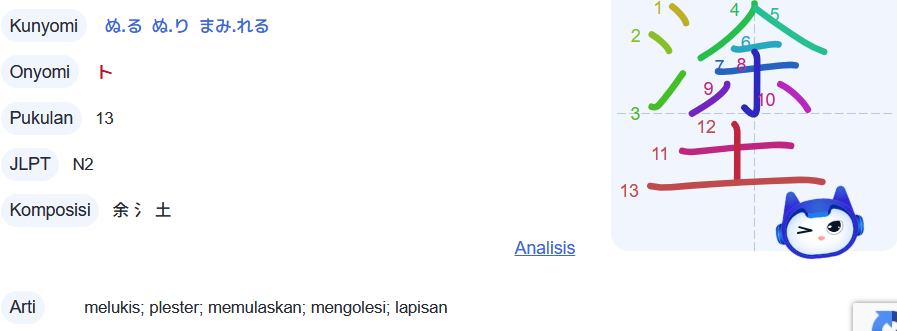 Kunyomi ぬ.る ぬ.り まみ.れる
Onyomi ト
Pukulan 13
JLPT N2
Komposisi 余 氵 土
Analisis
Arti melukis; plester; memulaskan; mengolesi; lapisan
塗
1
2
3
4
5
6
7
8
9
10
11
12
13